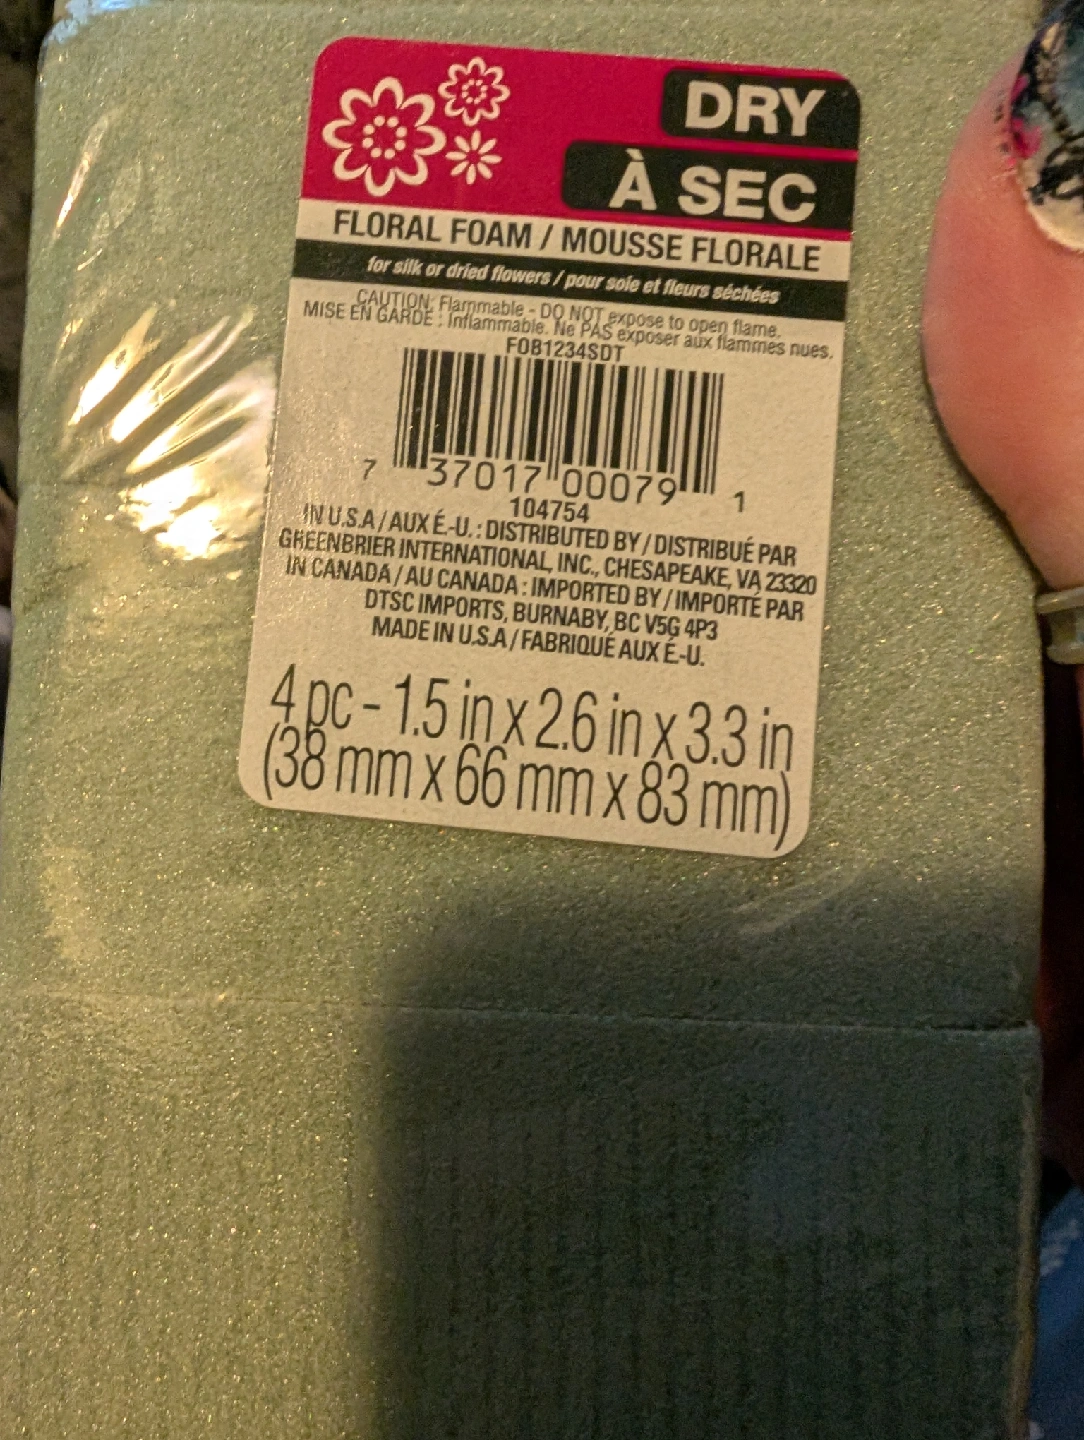 DRY
À SEC
FLORAL FOAM / MOUSSE FLORALE
for silk or dried flowers / pour soie et fleurs séchées
CAUTION: Flammable - DO NOT expose to open flame.
MISE EN GARDE : Inflammable. Ne PAS exposer aux flammes nues.
FOB1234SDT
7 37017 00079 1
104754
IN U.S.A / AUX É.-U. : DISTRIBUTED BY / DISTRIBUÉ PAR
GREENBRIER INTERNATIONAL, INC., CHESAPEAKE, VA 23320
IN CANADA / AU CANADA : IMPORTED BY / IMPORTÉ PAR
DTSC IMPORTS, BURNABY, BC V5G 4P3
MADE IN U.S.A / FABRIQUÉ AUX É.-U.
4 pc - 1.5 in x 2.6 in x 3.3 in
(38 mm x 66 mm x 83 mm)